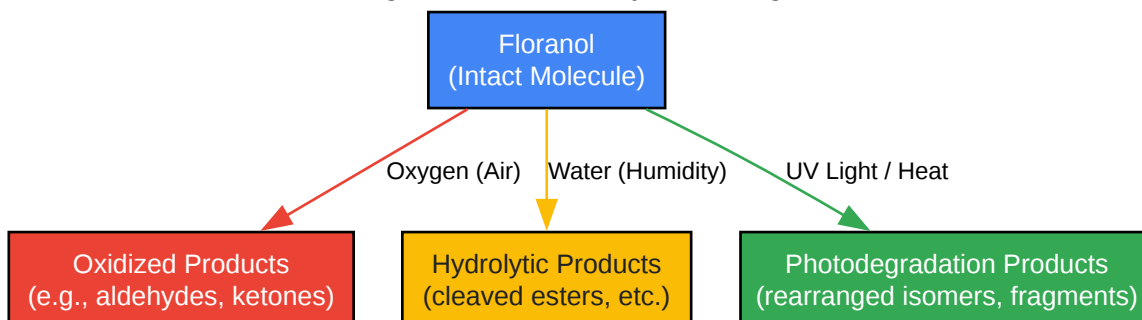 Floranol
(Intact Molecule)
Oxygen (Air)
Water (Humidity)
UV Light / Heat
Oxidized Products
(e.g., aldehydes, ketones)
Hydrolytic Products
(cleaved esters, etc.)
Photodegradation Products
(rearranged isomers, fragments)